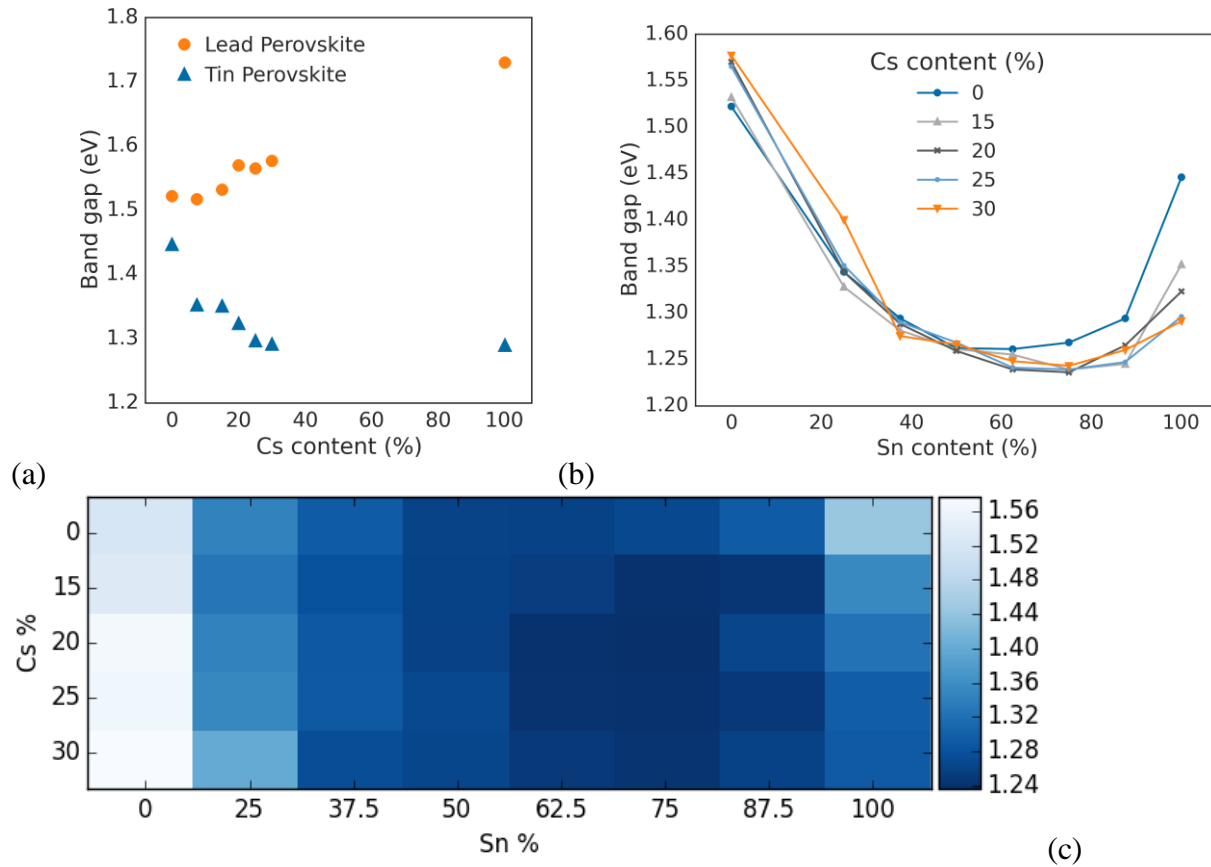 Lead Perovskite
Tin Perovskite
Band gap (eV)
1.8
1.7
1.6
1.5
1.4
1.3
1.2
0 20 40 60 80 100
Cs content (%)
(a)
Cs content (%)
0
15
20
25
30
Band gap (eV)
1.60
1.55
1.50
1.45
1.40
1.35
1.30
1.25
1.20
0 20 40 60 80 100
Sn content (%)
(b)
Cs %
0
15
20
25
30
0 25 37.5 50 62.5 75 87.5 100
Sn %
1.56
1.52
1.48
1.44
1.40
1.36
1.32
1.28
1.24
(c)